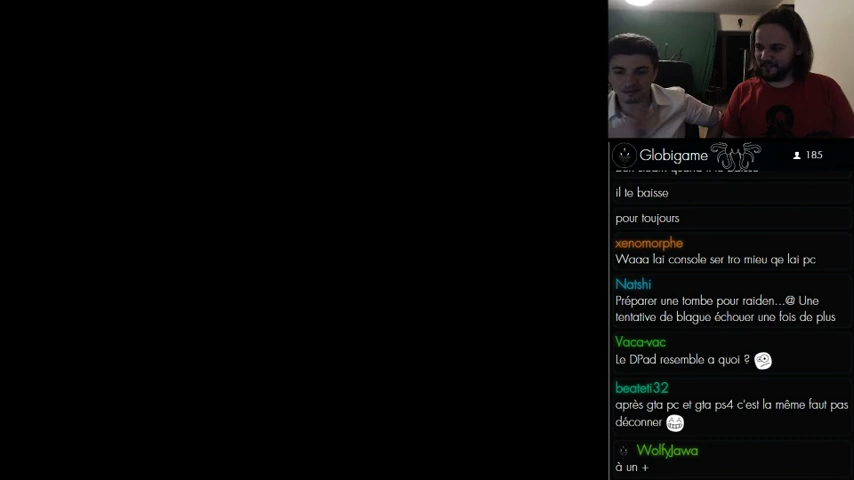 Globigame
185
il te baisse
pour toujours
xenomorphe
Waaa lai console ser tro mieu qe lai pc
Natshi
Préparer une tombe pour raiden...@ Une
tentative de blague échouer une fois de plus
Vaca-vac
Le DPad resemble a quoi ?
beateti32
après gta pc et gta ps4 c'est la même faut pas
déconner
WolfyJawa
à un +